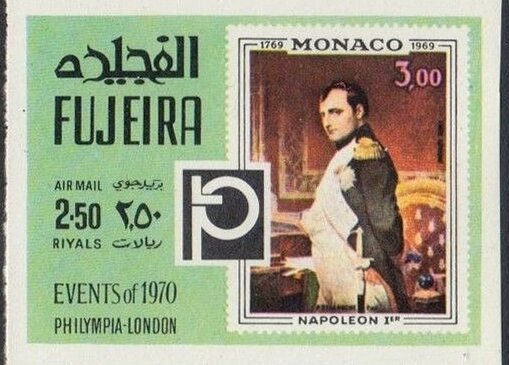 الفجيره
FUJEIRA
AIR MAIL بريد جوي
2·50 ٢,٥٠
RIYALS ريالات
EVENTS of 1970
PHILYMPIA-LONDON
1769 MONACO 1969
3,00
NAPOLEON IER